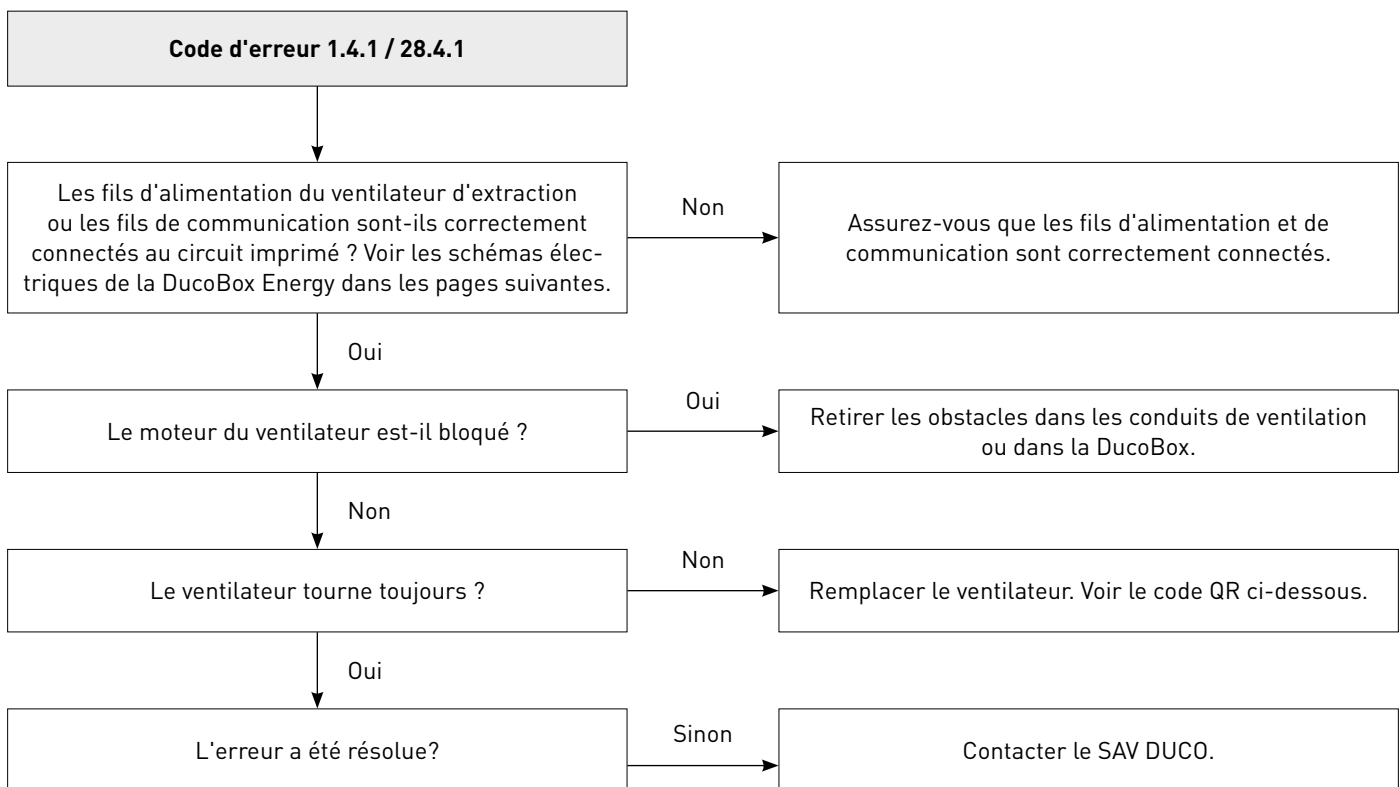 Code d'erreur 1.4.1 / 28.4.1
Les fils d'alimentation du ventilateur d'extraction
ou les fils de communication sont-ils correctement
connectés au circuit imprimé ? Voir les schémas élec-
triques de la DucoBox Energy dans les pages suivantes.
Non
Assurez-vous que les fils d'alimentation et de
communication sont correctement connectés.
Oui
Le moteur du ventilateur est-il bloqué ?
Oui
Retirer les obstacles dans les conduits de ventilation
ou dans la DucoBox.
Non
Le ventilateur tourne toujours ?
Non
Remplacer le ventilateur. Voir le code QR ci-dessous.
Oui
L'erreur a été résolue?
Sinon
Contacter le SAV DUCO.